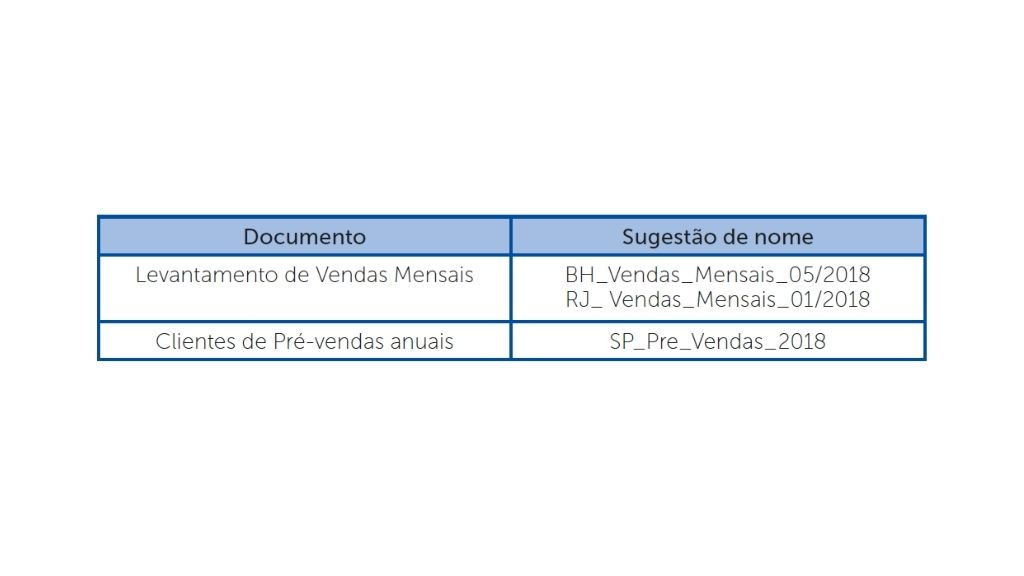 Documento
Sugestão de nome
Levantamento de Vendas Mensais
BH_Vendas_Mensais_05/2018
RJ_ Vendas_Mensais_01/2018
Clientes de Pré-vendas anuais
SP_Pre_Vendas_2018